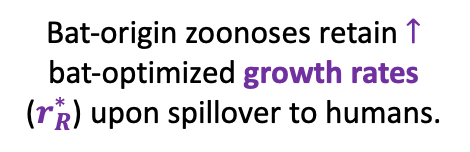 Bat-origin zoonoses retain ↑
bat-optimized growth rates
(r*R) upon spillover to humans.